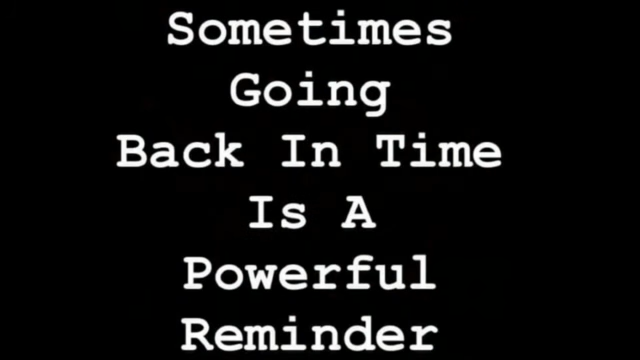 Sometimes
Going
Back In Time
Is A
Powerful
Reminder